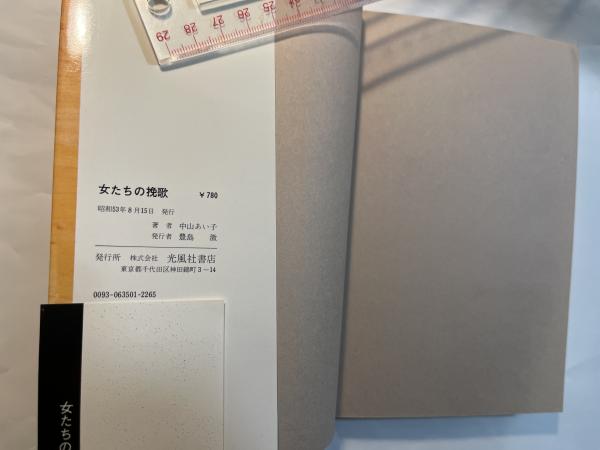 29 28 27 26 25 24
女たちの挽歌 ￥780
昭和53年8月15日 発行
著者 中山あい子
発行者 豊島 澂
発行所 株式会社 光風社書店
東京都千代田区神田錦町3－14
0093-063501-2265
女たちの